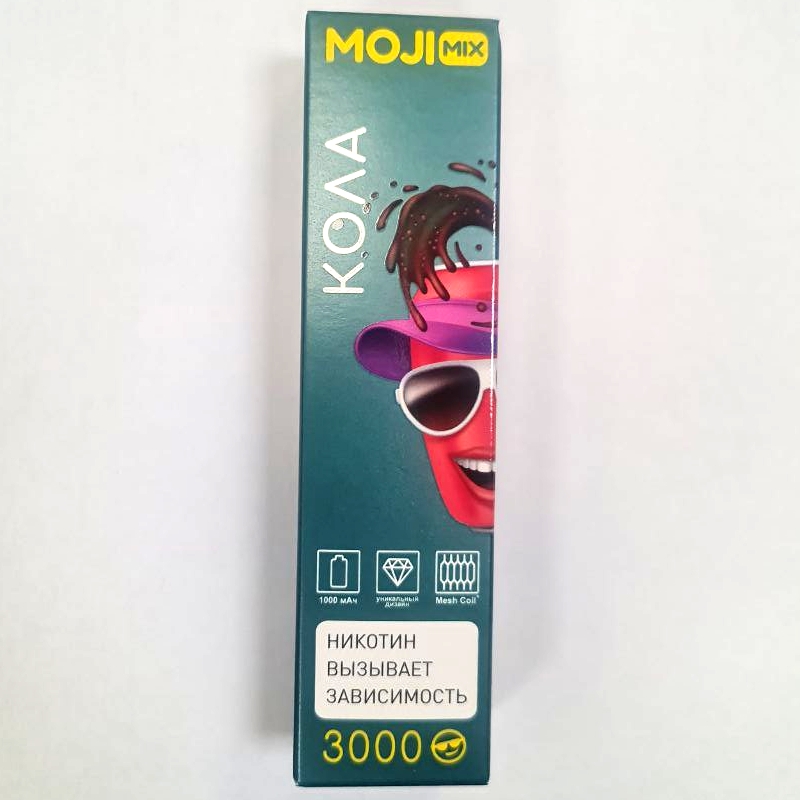 MOJI MIX
КОЛА
1000 мАч
уникальный
дизайн
Mesh Coil
НИКОТИН
ВЫЗЫВАЕТ
ЗАВИСИМОСТЬ
3000